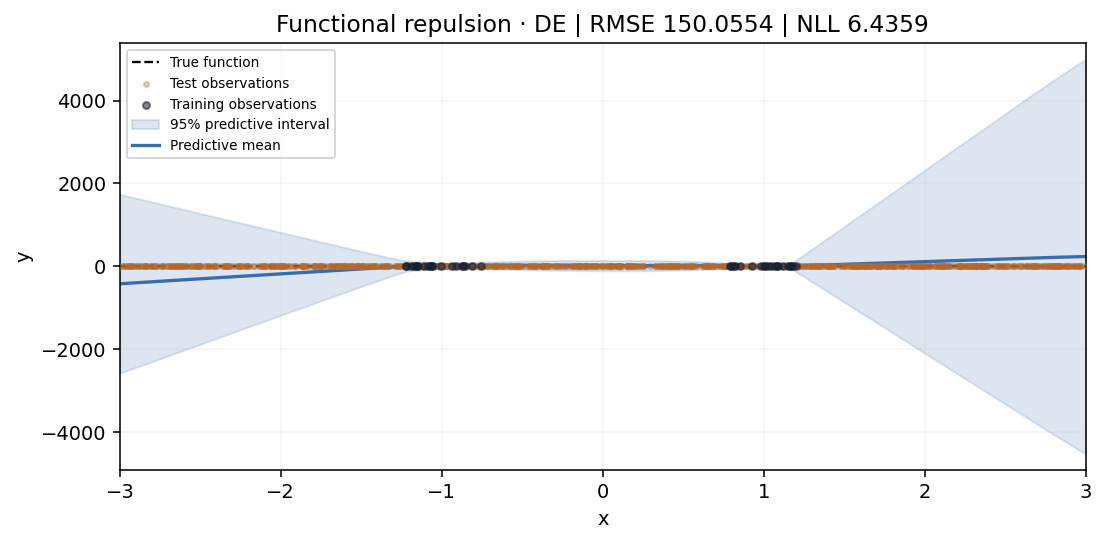 Functional repulsion · DE | RMSE 150.0554 | NLL 6.4359
True function
Test observations
Training observations
95% predictive interval
Predictive mean
4000
2000
0
−2000
−4000
y
−3
−2
−1
0
1
2
3
x